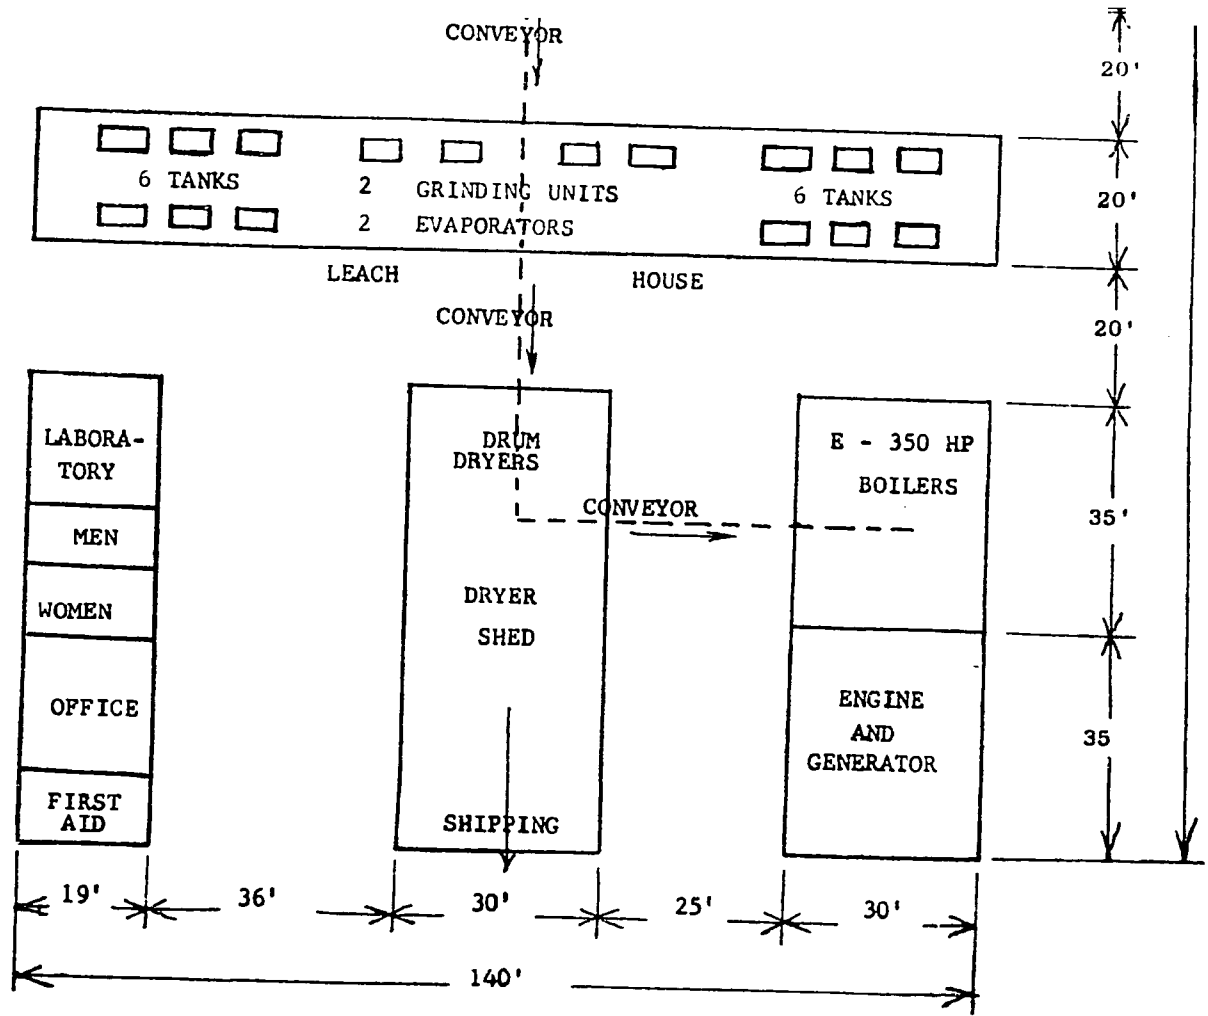 CONVEYOR
20'
6 TANKS
2 GRINDING UNITS
6 TANKS
20'
2 EVAPORATORS
LEACH HOUSE
CONVEYOR
20'
LABORA-
TORY
DRUM
DRYERS
E - 350 HP
BOILERS
CONVEYOR
35'
MEN
WOMEN
DRYER
SHED
OFFICE
ENGINE
AND
GENERATOR
35
FIRST
AID
SHIPPING
19'
36'
30'
25'
30'
140'